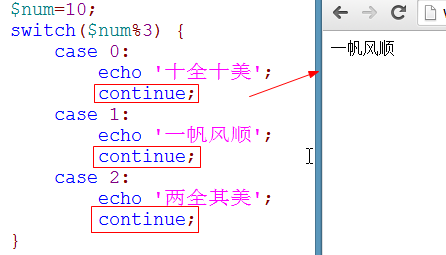 $num=10;
switch($num%3) {
case 0:
echo '十全十美';
continue;
case 1:
echo '一帆风顺';
continue;
case 2:
echo '两全其美';
continue;
}
一帆风顺